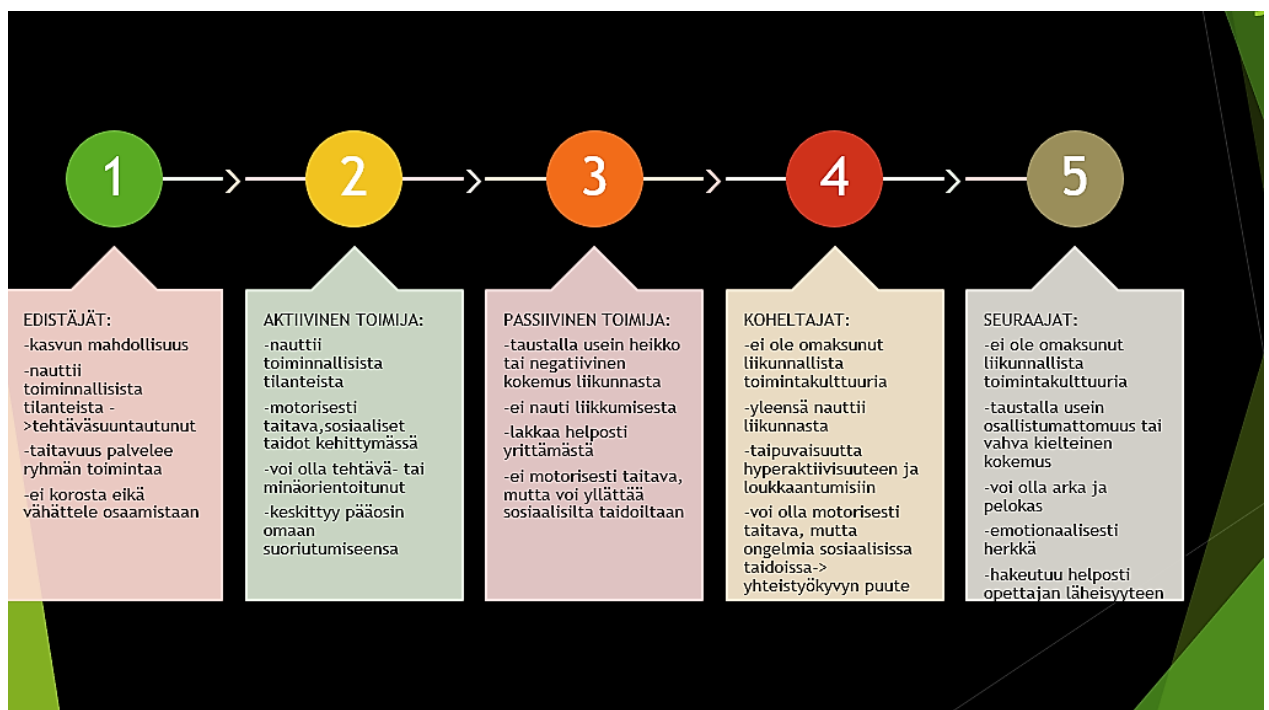 1
2
3
4
5
EDISTÄJÄT:
-kasvun mahdollisuus
-nauttii
toiminnallisista
tilanteista -
>tehtäväsuuntautunut
-taitavuus palvelee
ryhmän toimintaa
-ei korosta eikä
vähättele osaamistaan
AKTIIVINEN TOIMIJA:
-nauttii
toiminnallisista
tilanteista
-motorisesti
taitava,sosiaaliset
taidot kehittymässä
-voi olla tehtävä- tai
minäorientoitunut
-keskittyy pääosin
omaan
suoriutumiseensa
PASSIIVINEN TOIMIJA:
-taustalla usein heikko
tai negatiivinen
kokemus liikunnasta
-ei nauti liikkumisesta
-lakkaa helposti
yrittämästä
-ei motorisesti taitava,
mutta voi yllättää
sosiaalisilta taidoiltaan
KOHELTAJAT:
-ei ole omaksunut
liikunnallista
toimintakulttuuria
-yleensä nauttii
liikunnasta
-taipuvaisuutta
hyperaktiivisuuteen ja
loukkaantumisiin
-voi olla motorisesti
taitava, mutta
ongelmia sosiaalisissa
taidoissa->
yhteistyökyvyn puute
SEURAAJAT:
-ei ole omaksunut
liikunnallista
toimintakulttuuria
-taustalla usein
osallistumattomuus tai
vahva kielteinen
kokemus
-voi olla arka ja
pelokas
-emotionaalisesti
herkkä
-hakeutuu helposti
opettajan läheisyyteen